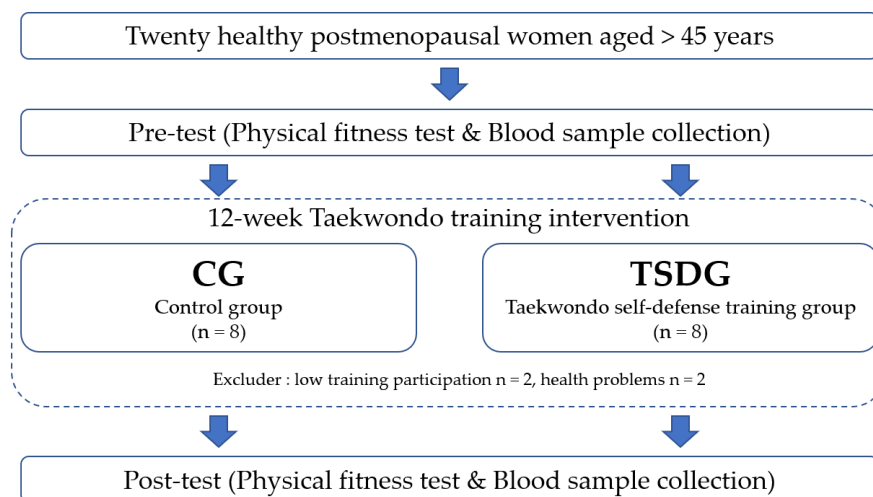 Twenty healthy postmenopausal women aged > 45 years
Pre-test (Physical fitness test & Blood sample collection)
12-week Taekwondo training intervention
CG
Control group
(n = 8)
TSDG
Taekwondo self-defense training group
(n = 8)
Excluder : low training participation n = 2, health problems n = 2
Post-test (Physical fitness test & Blood sample collection)